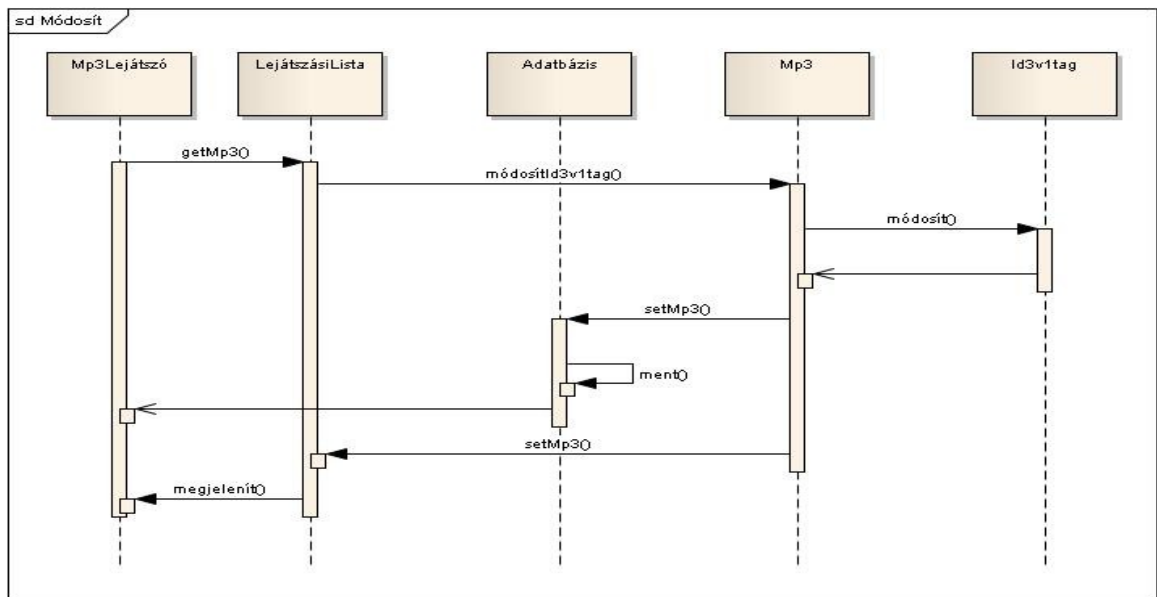 sd Módosít
Mp3Lejátszó
LejátszásiLista
Adatbázis
Mp3
Id3v1tag
getMp3()
módosítId3v1tag()
módosít()
setMp3()
ment()
setMp3()
megjelenít()